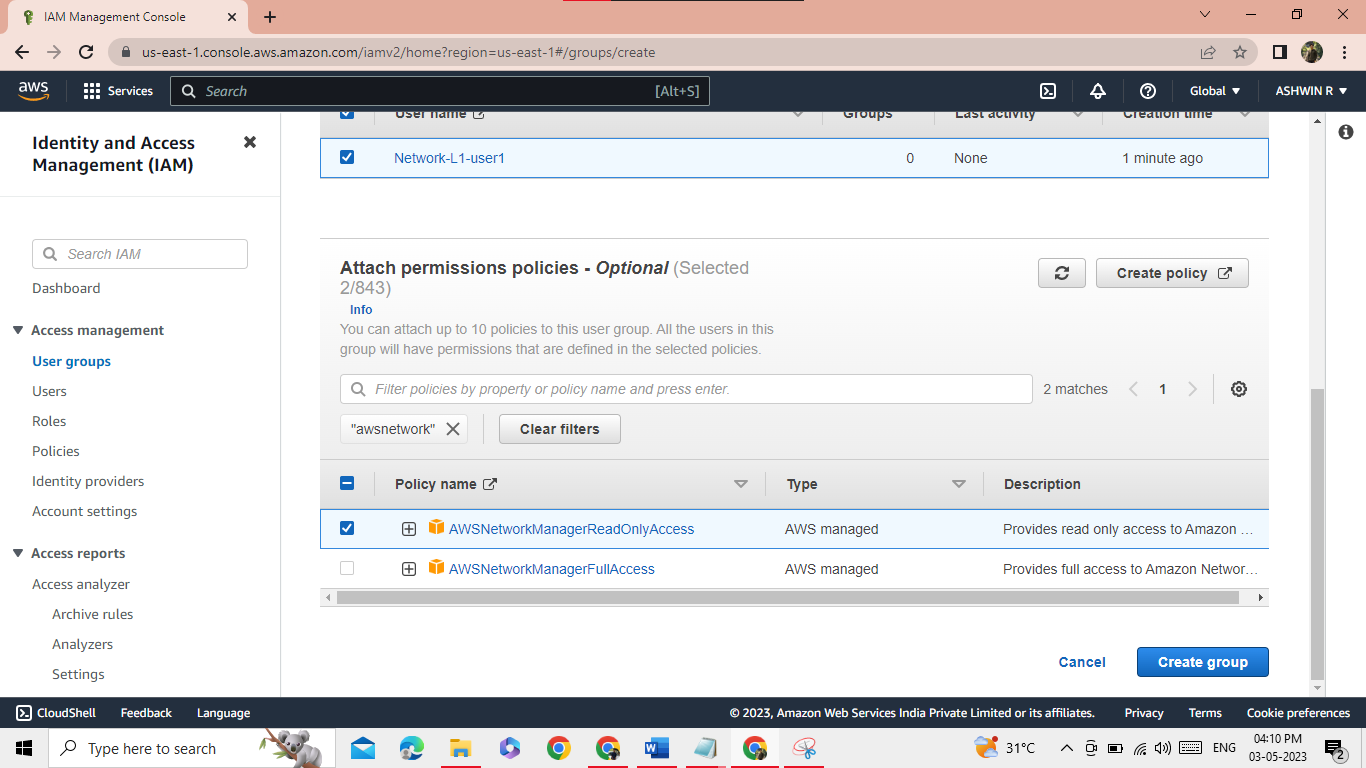 IAM Management Console
us-east-1.console.aws.amazon.com/iamv2/home?region=us-east-1#/groups/create
aws
Services
Search
[Alt+S]
Global
ASHWIN R
Identity and Access
Management (IAM)
Search IAM
Dashboard
Access management
User groups
Users
Roles
Policies
Identity providers
Account settings
Access reports
Access analyzer
Archive rules
Analyzers
Settings
User name Groups Last activity Creation time
Network-L1-user1 0 None 1 minute ago
Attach permissions policies - Optional (Selected
2/843)
Info
You can attach up to 10 policies to this user group. All the users in this
group will have permissions that are defined in the selected policies.
Create policy
Filter policies by property or policy name and press enter.
2 matches
1
"awsnetwork"
Clear filters
Policy name Type Description
AWSNetworkManagerReadOnlyAccess AWS managed Provides read only access to Amazon ...
AWSNetworkManagerFullAccess AWS managed Provides full access to Amazon Networ...
Cancel
Create group
CloudShell Feedback Language
© 2023, Amazon Web Services India Private Limited or its affiliates. Privacy Terms Cookie preferences
Type here to search
31°C
ENG
04:10 PM
03-05-2023
2